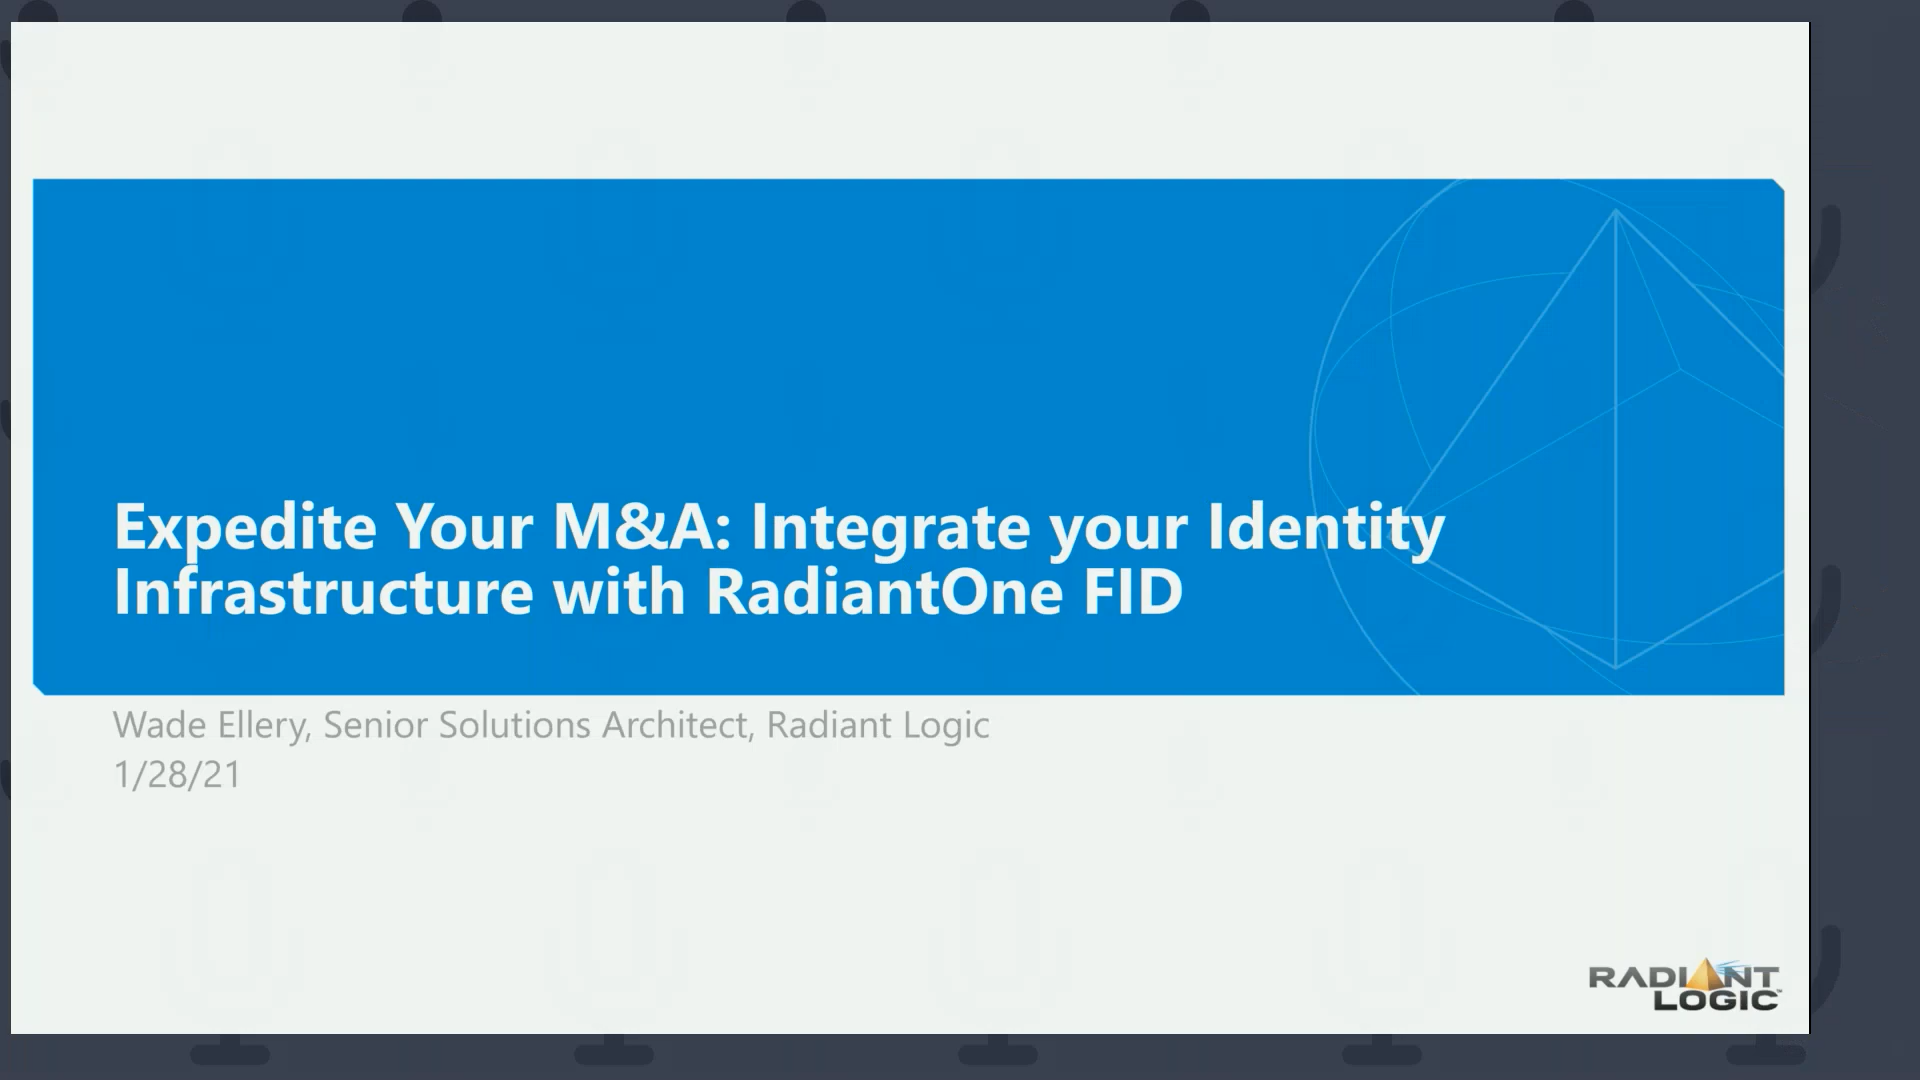 Expedite Your M&A: Integrate your Identity
Infrastructure with RadiantOne FID
Wade Ellery, Senior Solutions Architect, Radiant Logic
1/28/21
RADIANT
LOGIC™